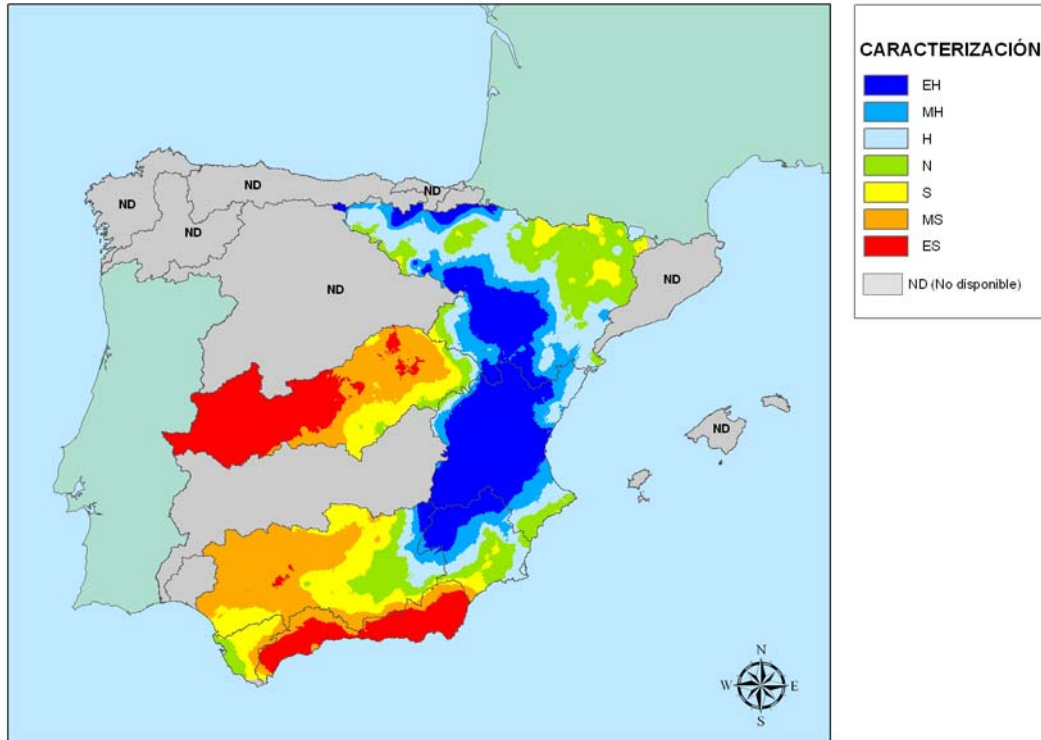 CARACTERIZACIÓN
EH
MH
H
N
S
MS
ES
ND (No disponible)
ND
ND
ND
ND
ND
ND
ND
N
W E
S